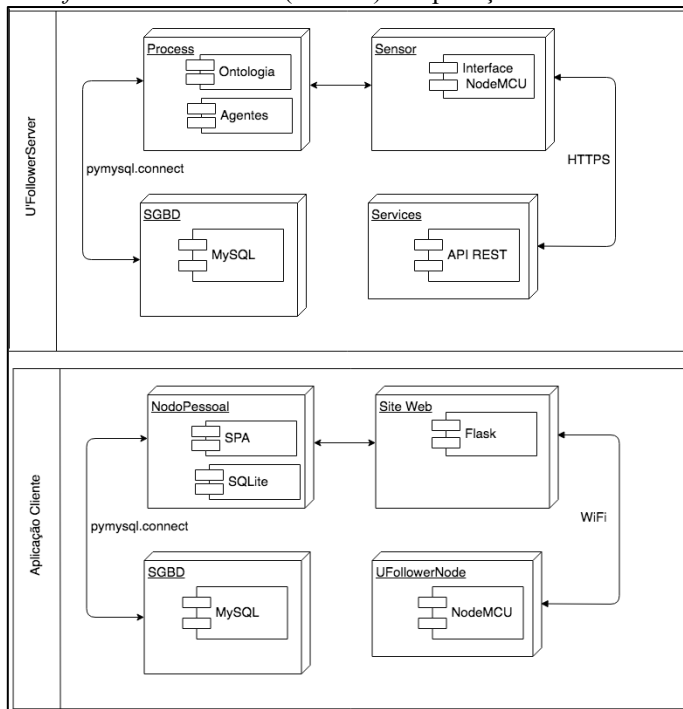 U'FollowerServer
Process
Ontologia
Agentes
Sensor
Interface
NodeMCU
pymysql.connect
HTTPS
SGBD
MySQL
Services
API REST
Aplicação Cliente
NodoPessoal
SPA
SQLite
Site Web
Flask
pymysql.connect
WiFi
SGBD
MySQL
UFollowerNode
NodeMCU